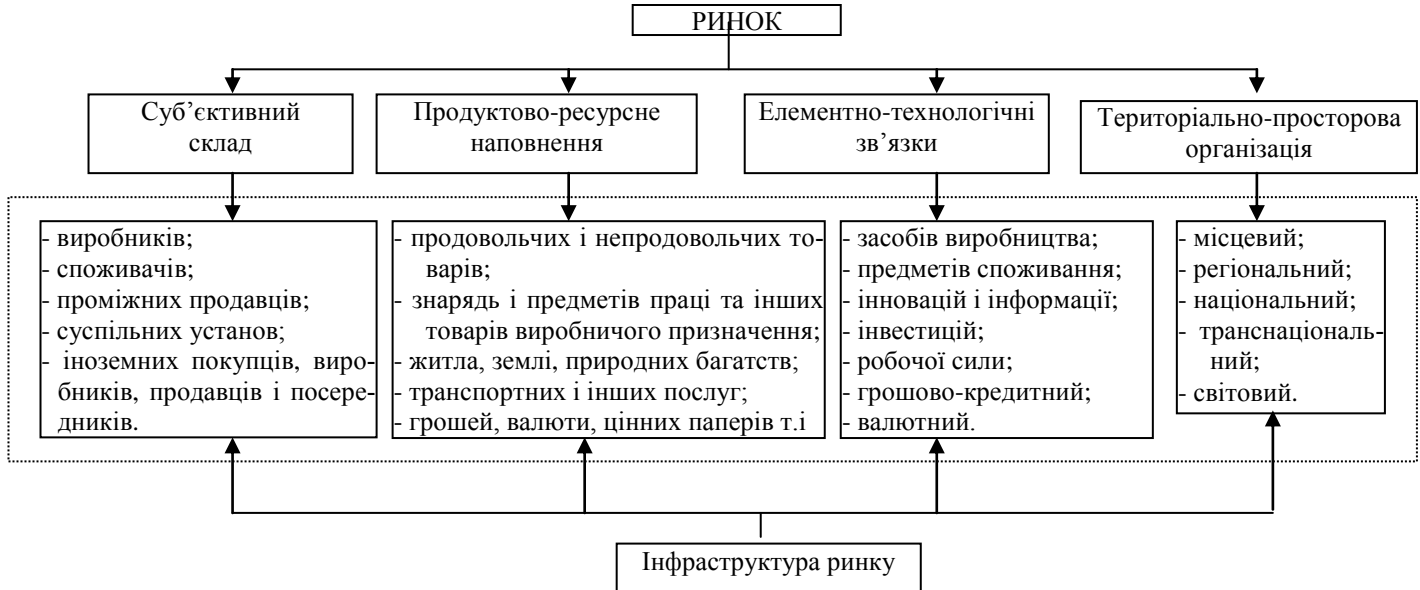 РИНОК
Суб’єктивний
склад
Продуктово-ресурсне
наповнення
Елементно-технологічні
зв’язки
Територіально-просторова
організація
- виробників;
- споживачів;
- проміжних продавців;
- суспільних установ;
- іноземних покупців, виро-
бників, продавців і посере-
дників.
- продовольчих і непродовольчих то-
варів;
- знарядь і предметів праці та інших
товарів виробничого призначення;
- житла, землі, природних багатств;
- транспортних і інших послуг;
- грошей, валюти, цінних паперів т.і
- засобів виробництва;
- предметів споживання;
- інновацій і інформації;
- інвестицій;
- робочої сили;
- грошово-кредитний;
- валютний.
- місцевий;
- регіональний;
- національний;
- транснаціональ-
ний;
- світовий.
Інфраструктура ринку